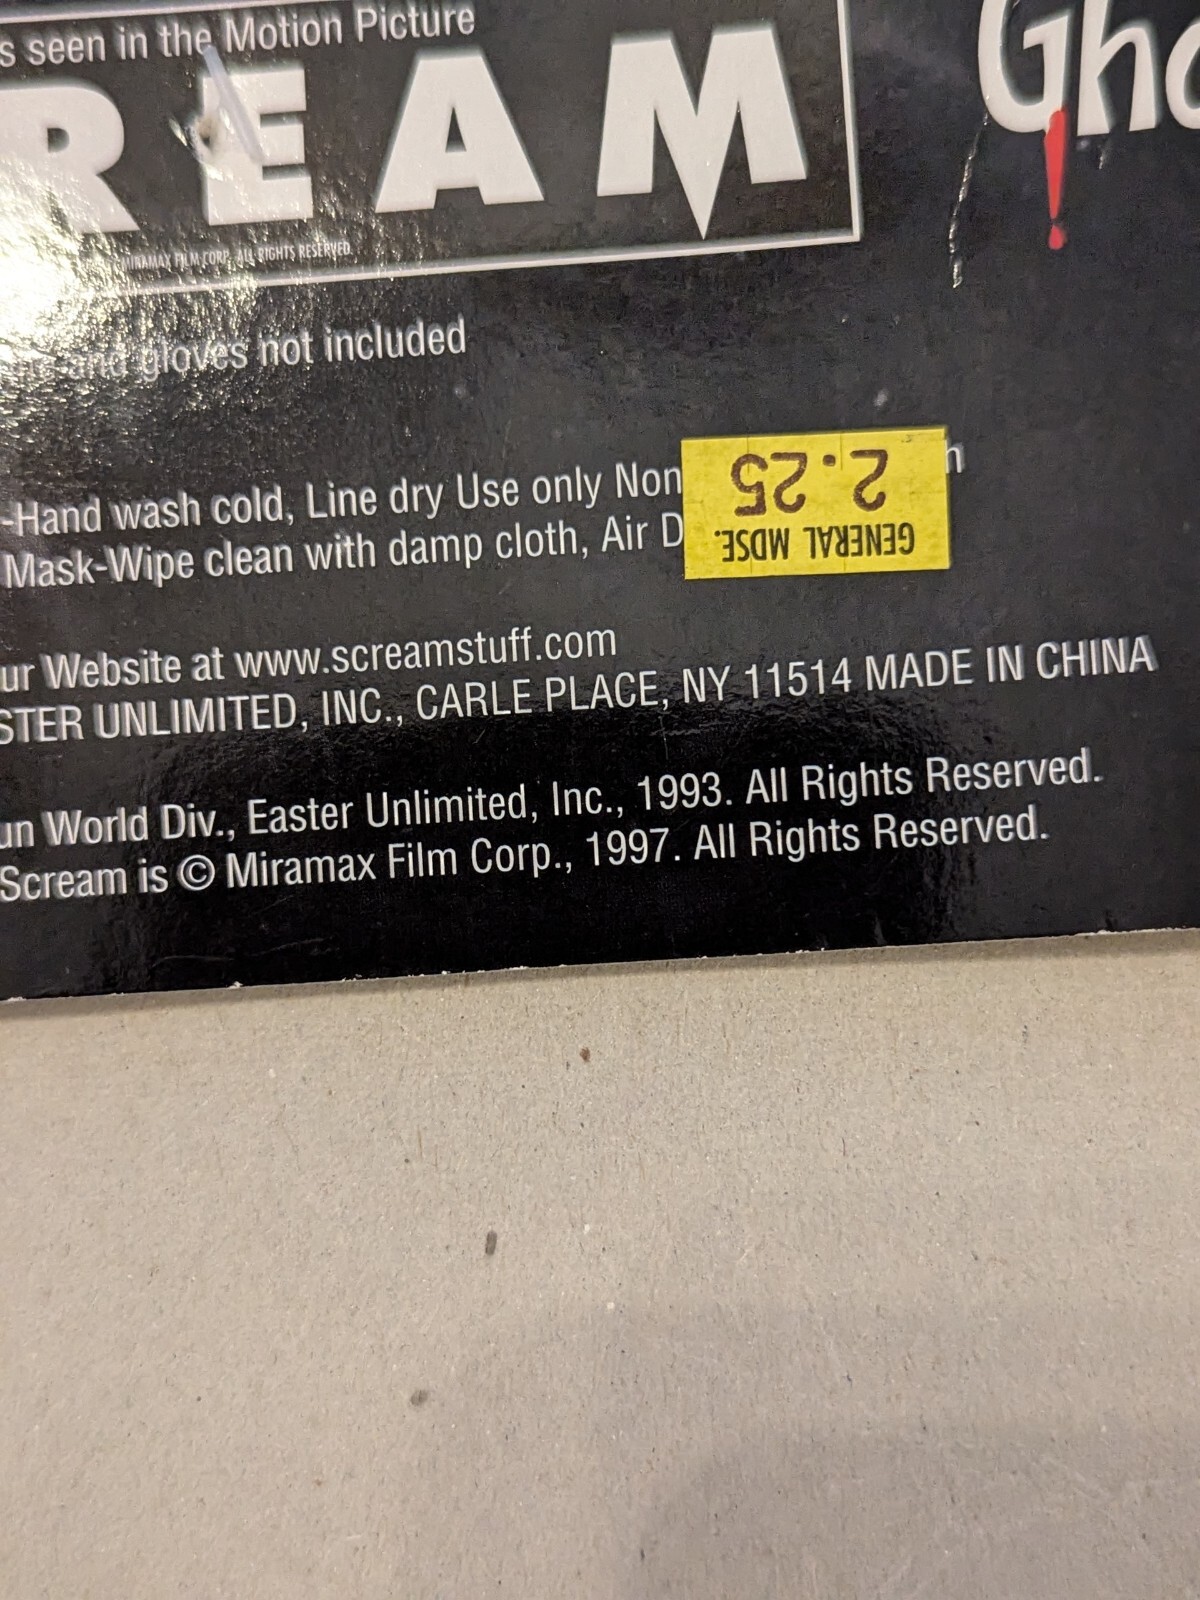 s seen in the Motion Picture
REAM
MIRAMAX FILM CORP. ALL RIGHTS RESERVED
Gho
and gloves not included
-Hand wash cold, Line dry Use only Non
Mask-Wipe clean with damp cloth, Air D
2.25
GENERAL MDSE.
ur Website at www.screamstuff.com
STER UNLIMITED, INC., CARLE PLACE, NY 11514 MADE IN CHINA
un World Div., Easter Unlimited, Inc., 1993. All Rights Reserved.
Scream is © Miramax Film Corp., 1997. All Rights Reserved.